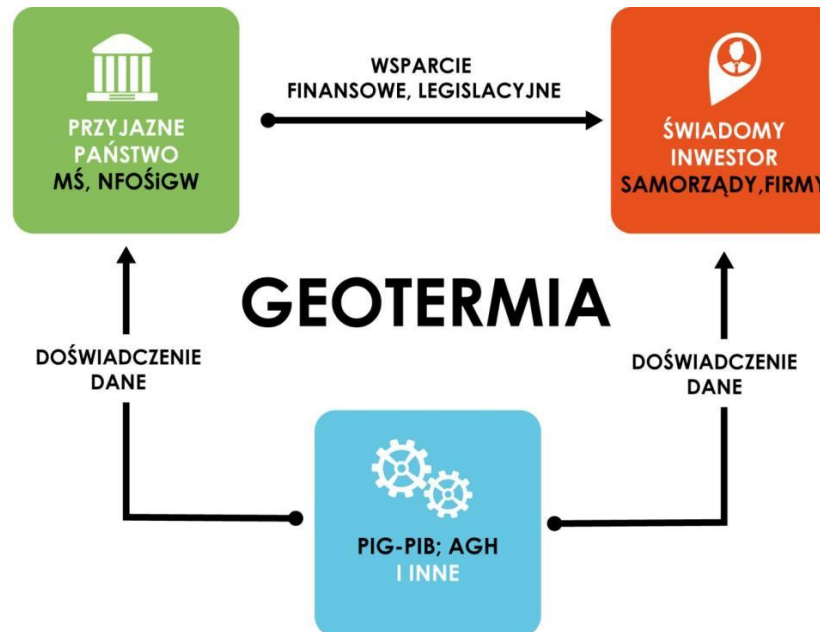 WSPARCIE
FINANSOWE, LEGISLACYJNE
PRZYJAZNE
PAŃSTWO
MŚ, NFOŚiGW
ŚWIADOMY
INWESTOR
SAMORZĄDY,FIRMY
GEOTERMIA
DOŚWIADCZENIE
DANE
DOŚWIADCZENIE
DANE
PIG-PIB; AGH
I INNE